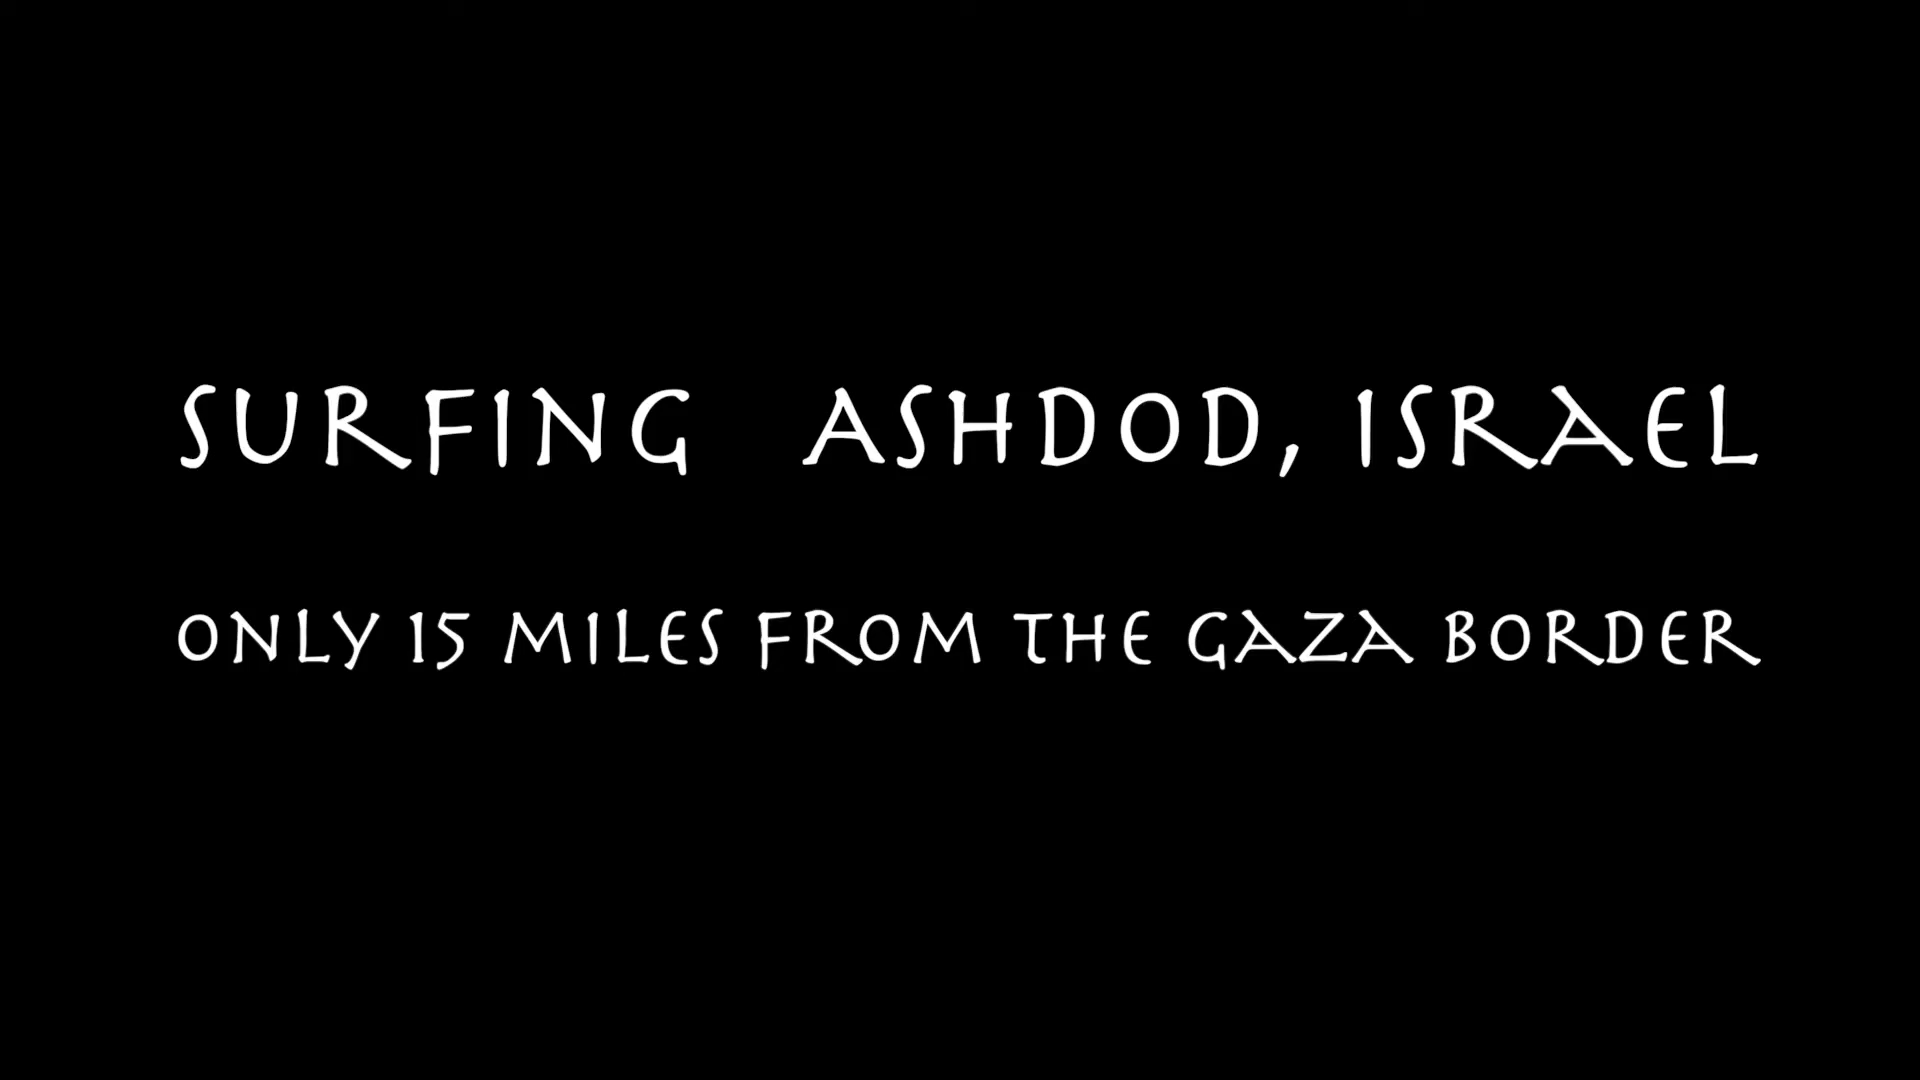 SURFING ASHDOD, ISRAEL
ONLY 15 MILES FROM THE GAZA BORDER